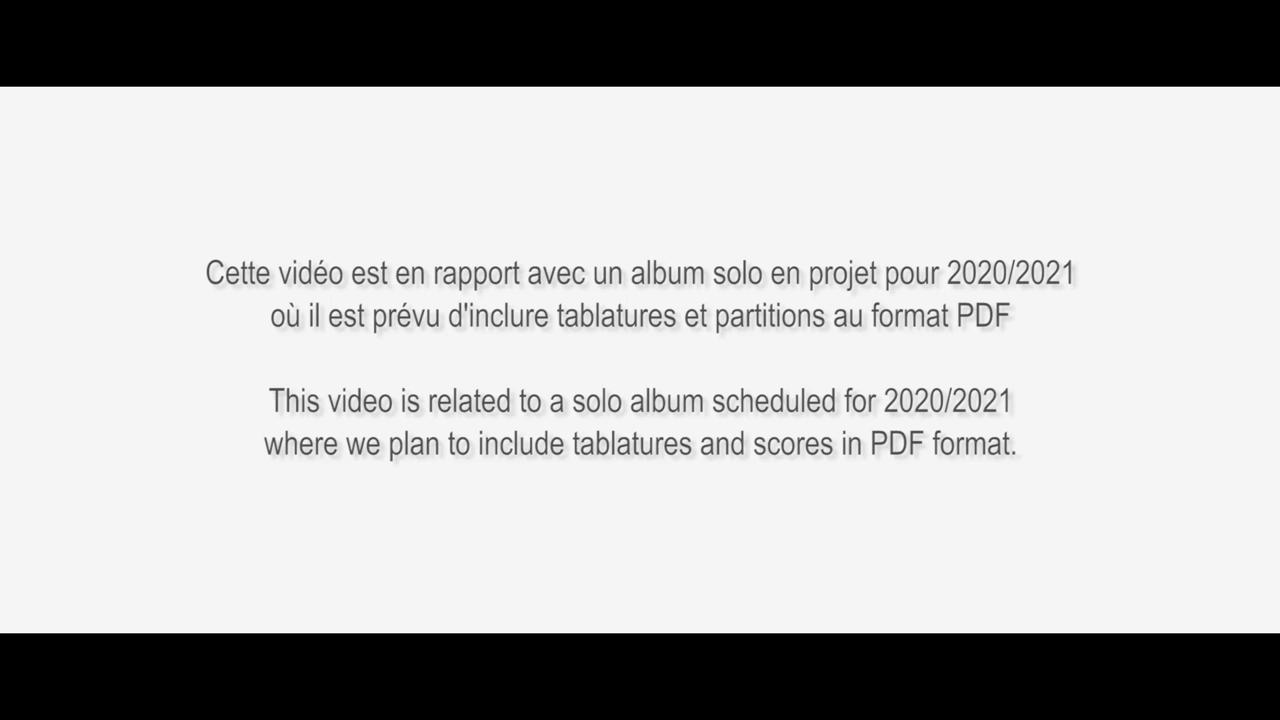 Cette vidéo est en rapport avec un album solo en projet pour 2020/2021
où il est prévu d'inclure tablatures et partitions au format PDF
This video is related to a solo album scheduled for 2020/2021
where we plan to include tablatures and scores in PDF format.